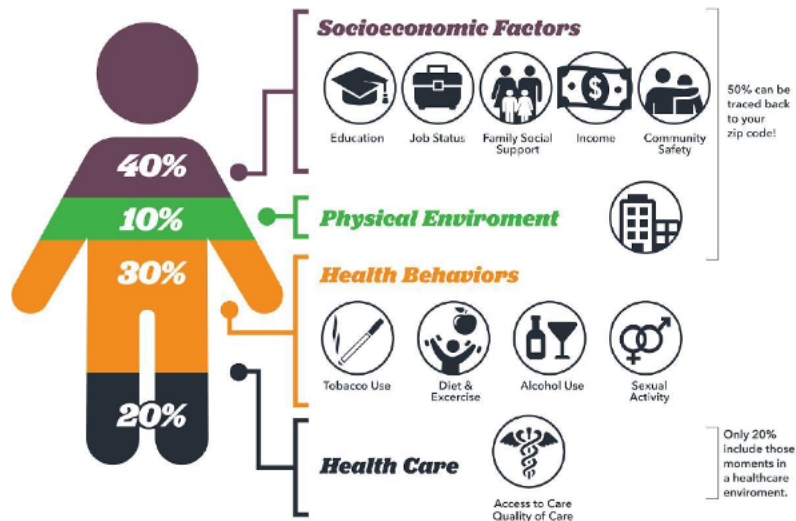 Socioeconomic Factors
Education
Job Status
Family Social
Support
Income
Community
Safety
50% can be
traced back
to your
zip code!
40%
10%
Physical Enviroment
30%
Health Behaviors
Tobacco Use
Diet &
Excercise
Alcohol Use
Sexual
Activity
20%
Health Care
Access to Care
Quality of Care
Only 20%
include those
moments in
a healthcare
enviroment.